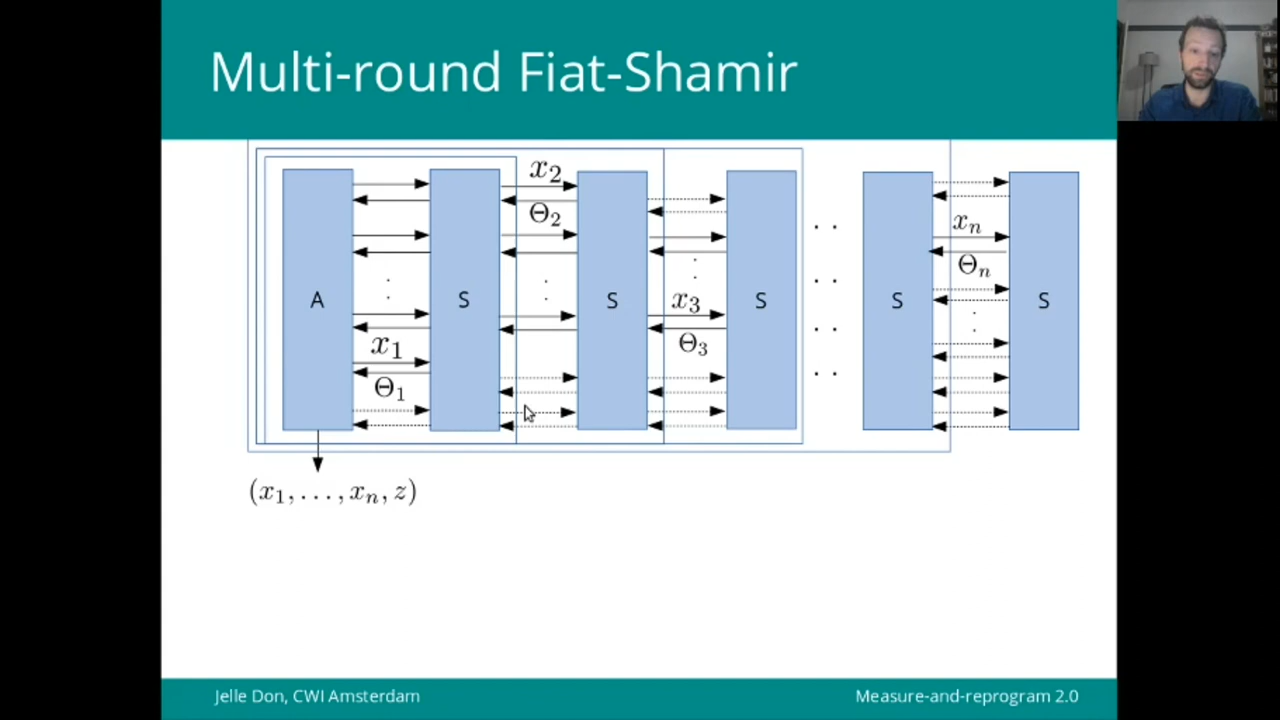 Multi-round Fiat-Shamir
x₂
Θ₂
xₙ
Θₙ
A
S
S
S
S
S
x₃
Θ₃
x₁
Θ₁
(x₁, . . . , xₙ, z)
Jelle Don, CWI Amsterdam
Measure-and-reprogram 2.0